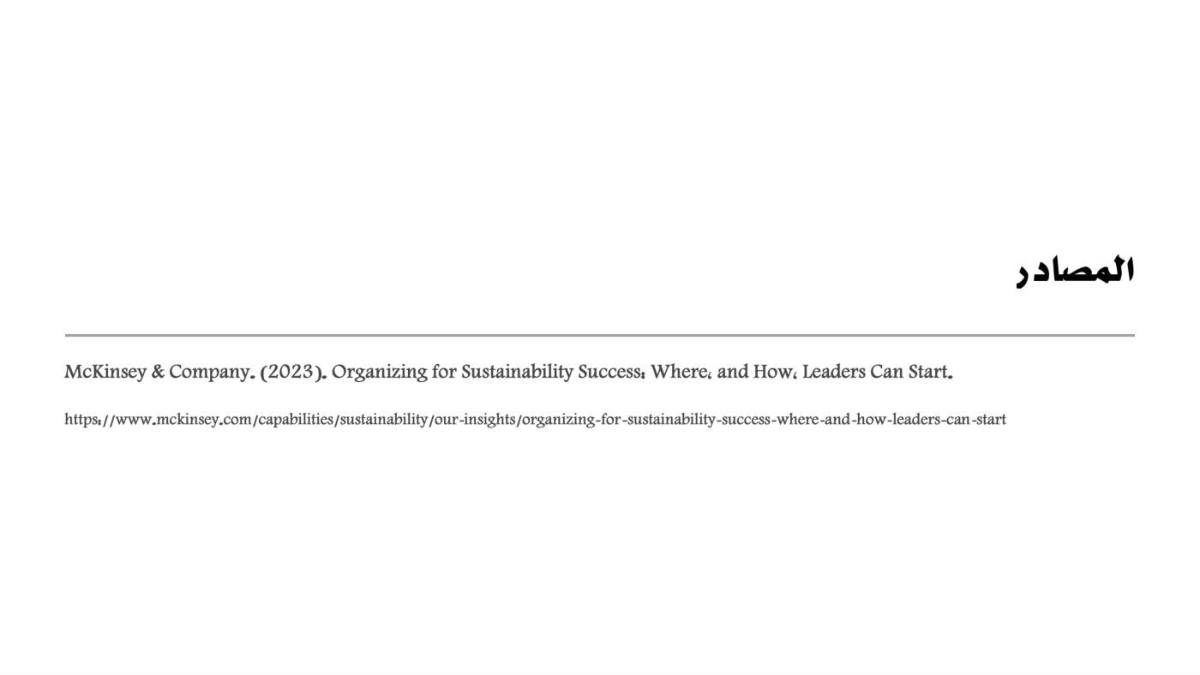 المصادر
McKinsey & Company. (2023). Organizing for Sustainability Success: Where, and How, Leaders Can Start.
https://www.mckinsey.com/capabilities/sustainability/our-insights/organizing-for-sustainability-success-where-and-how-leaders-can-start